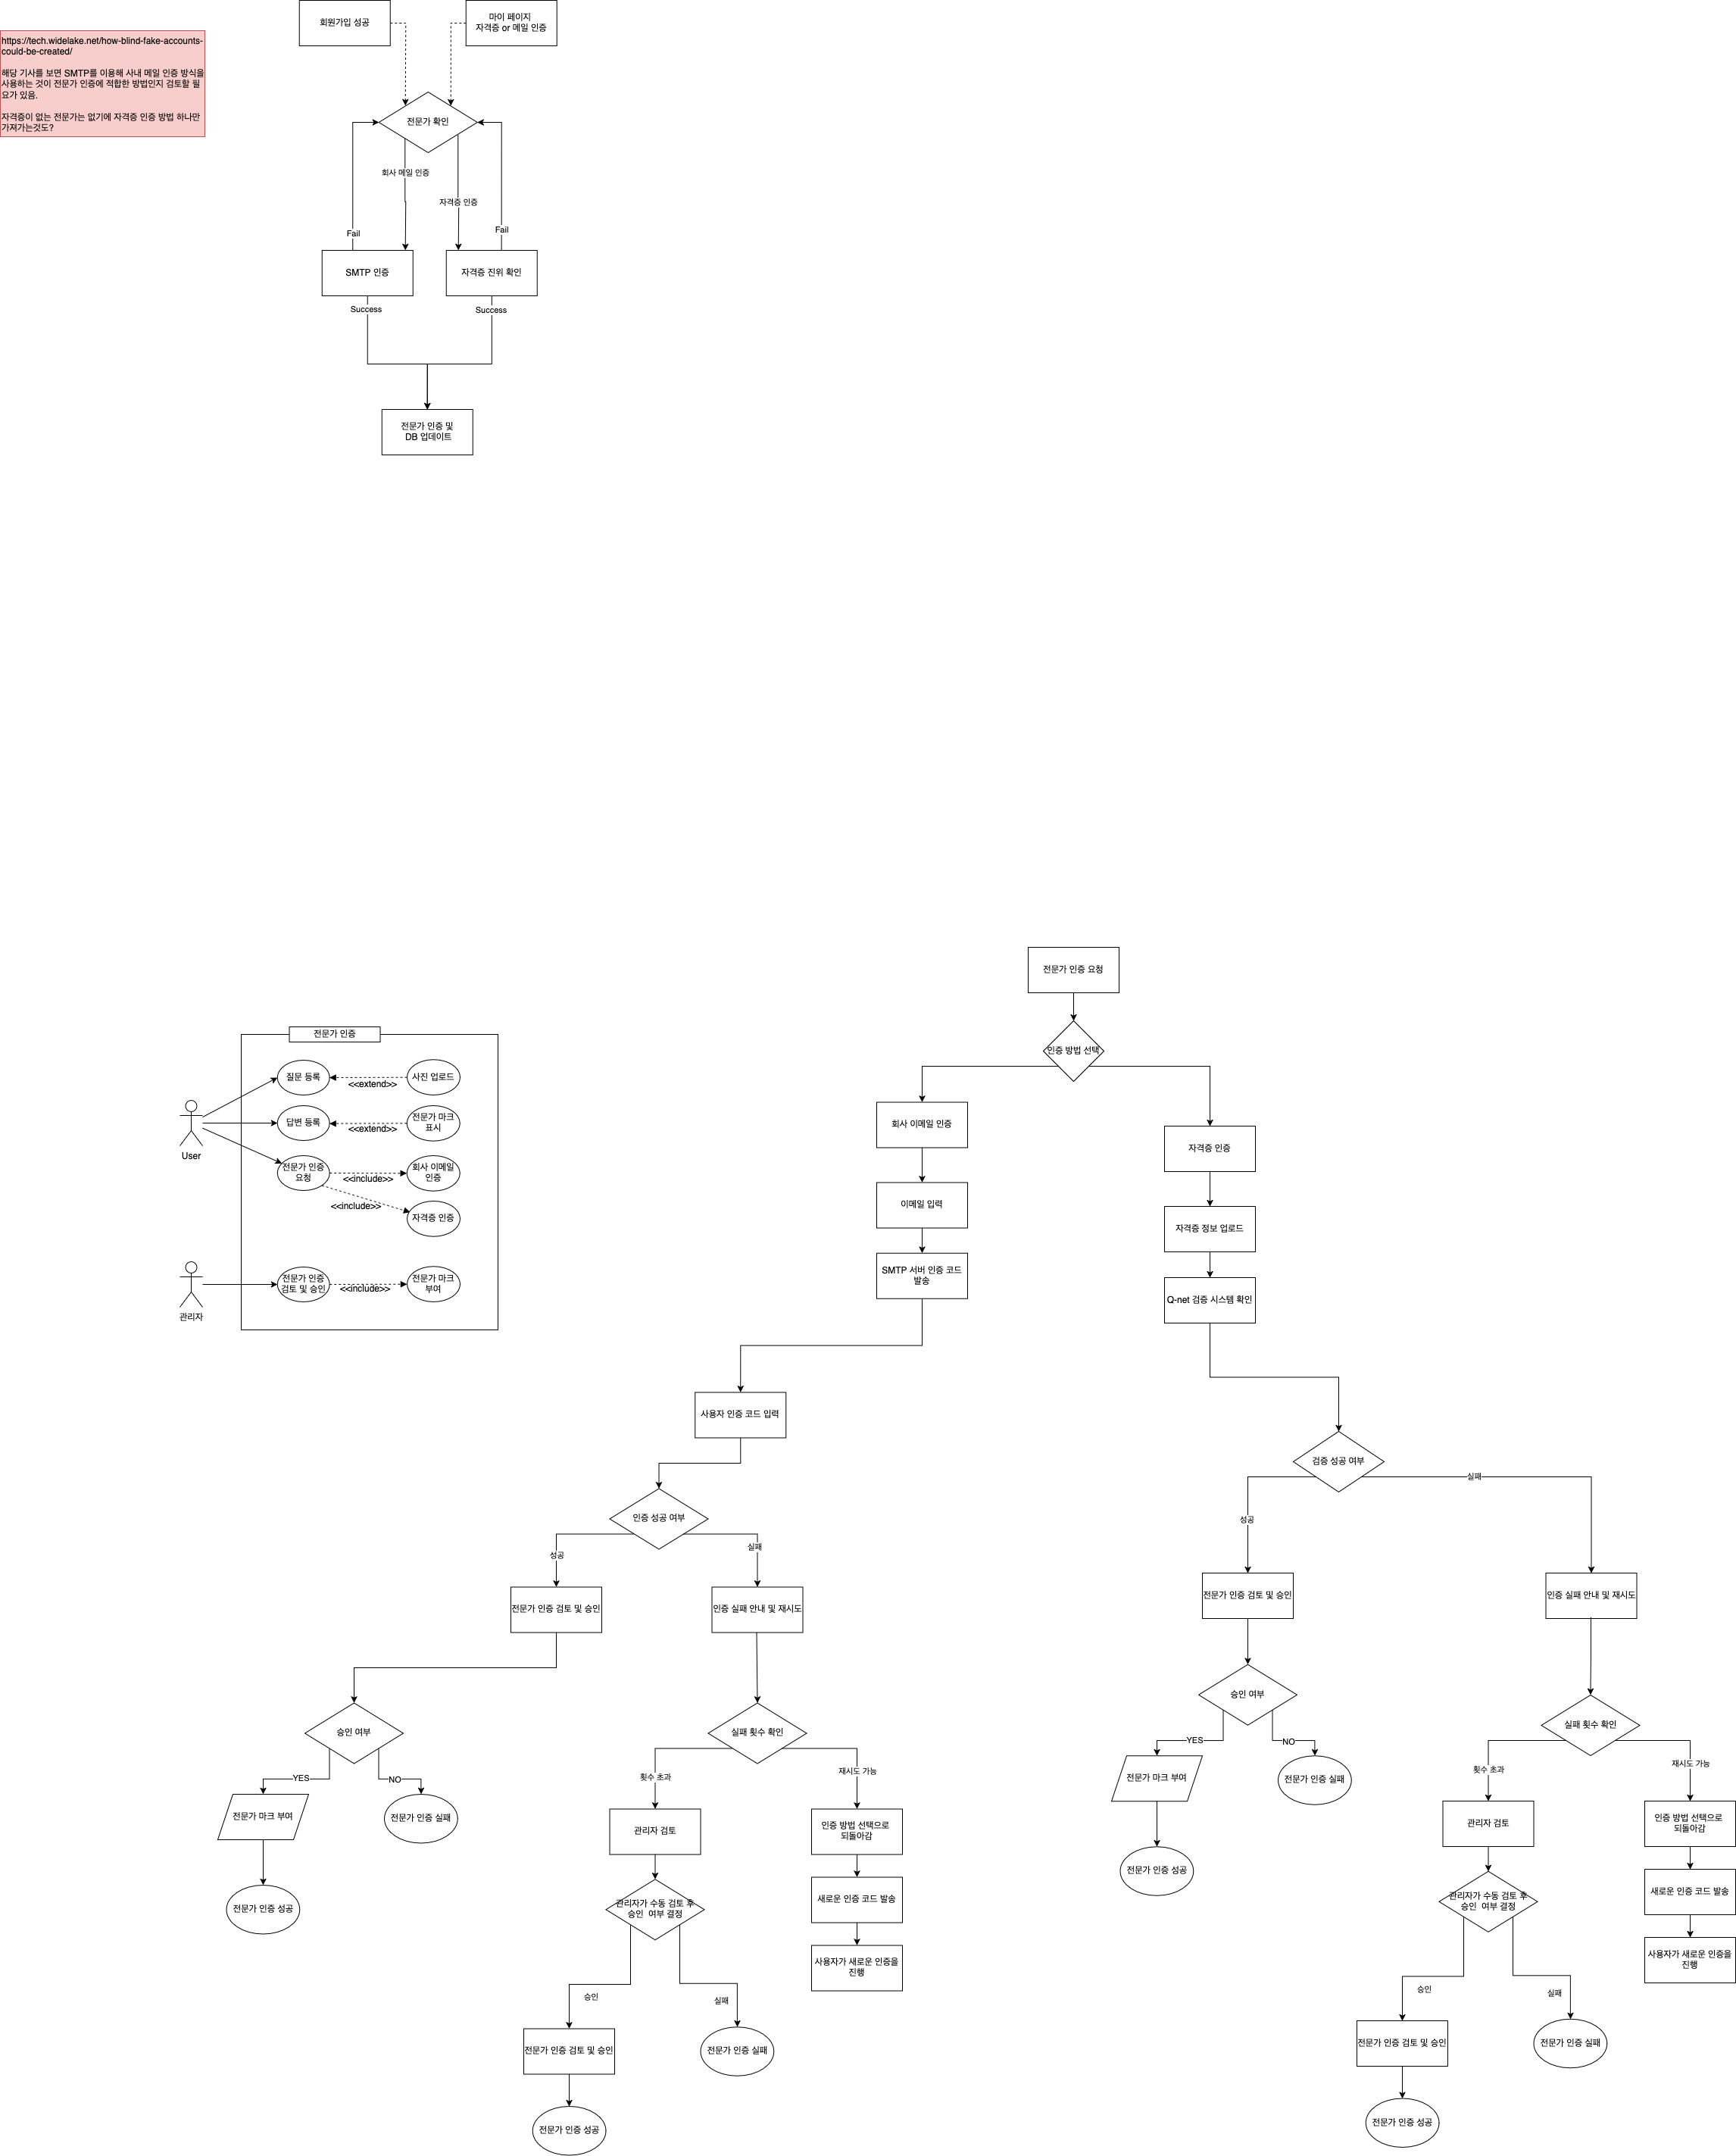 회원가입 성공
마이 페이지
자격증 or 메일 인증
https://tech.widelake.net/how-blind-fake-accounts-
could-be-created/
해당 기사를 보면 SMTP를 이용해 사내 메일 인증 방식을
사용하는 것이 전문가 인증에 적합한 방법인지 검토할 필
요가 있음.
자격증이 없는 전문가는 없기에 자격증 인증 방법 하나만
가져가는것도?
전문가 확인
회사 메일 인증
자격증 인증
Fail
Fail
SMTP 인증
자격증 진위 확인
Success
Success
전문가 인증 및
DB 업데이트
전문가 인증
질문 등록
<<extend>>
사진 업로드
답변 등록
<<extend>>
전문가 마크
표시
User
전문가 인증
요청
<<include>>
회사 이메일
인증
<<include>>
자격증 인증
관리자
전문가 인증
검토 및 승인
<<include>>
전문가 마크
부여
전문가 인증 요청
인증 방법 선택
회사 이메일 인증
이메일 입력
SMTP 서버 인증 코드
발송
자격증 인증
자격증 정보 업로드
Q-net 검증 시스템 확인
사용자 인증 코드 입력
인증 성공 여부
성공
실패
전문가 인증 검토 및 승인
인증 실패 안내 및 재시도
승인 여부
YES
NO
전문가 마크 부여
전문가 인증 실패
전문가 인증 성공
실패 횟수 확인
횟수 초과
재시도 가능
관리자 검토
인증 방법 선택으로
되돌아감
관리자가 수동 검토 후
승인 여부 결정
새로운 인증 코드 발송
사용자가 새로운 인증을
진행
승인
실패
전문가 인증 검토 및 승인
전문가 인증 실패
전문가 인증 성공
검증 성공 여부
성공
실패
전문가 인증 검토 및 승인
인증 실패 안내 및 재시도
승인 여부
YES
NO
전문가 마크 부여
전문가 인증 실패
전문가 인증 성공
실패 횟수 확인
횟수 초과
재시도 가능
관리자 검토
인증 방법 선택으로
되돌아감
관리자가 수동 검토 후
승인 여부 결정
새로운 인증 코드 발송
사용자가 새로운 인증을
진행
승인
실패
전문가 인증 검토 및 승인
전문가 인증 실패
전문가 인증 성공